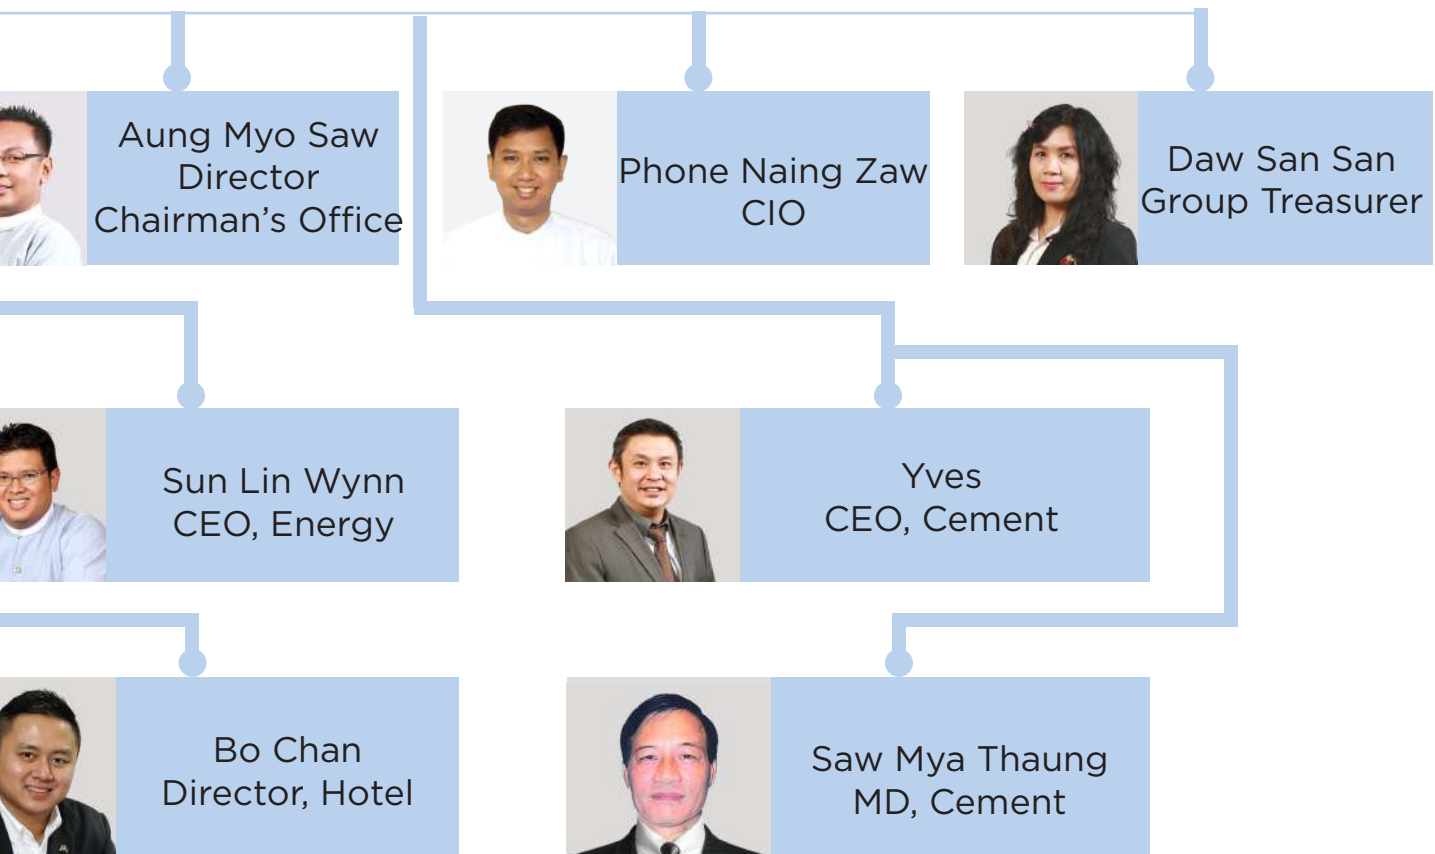 Aung Myo Saw
Director
Chairman’s Office
Phone Naing Zaw
CIO
Daw San San
Group Treasurer
Sun Lin Wynn
CEO, Energy
Yves
CEO, Cement
Bo Chan
Director, Hotel
Saw Mya Thaung
MD, Cement